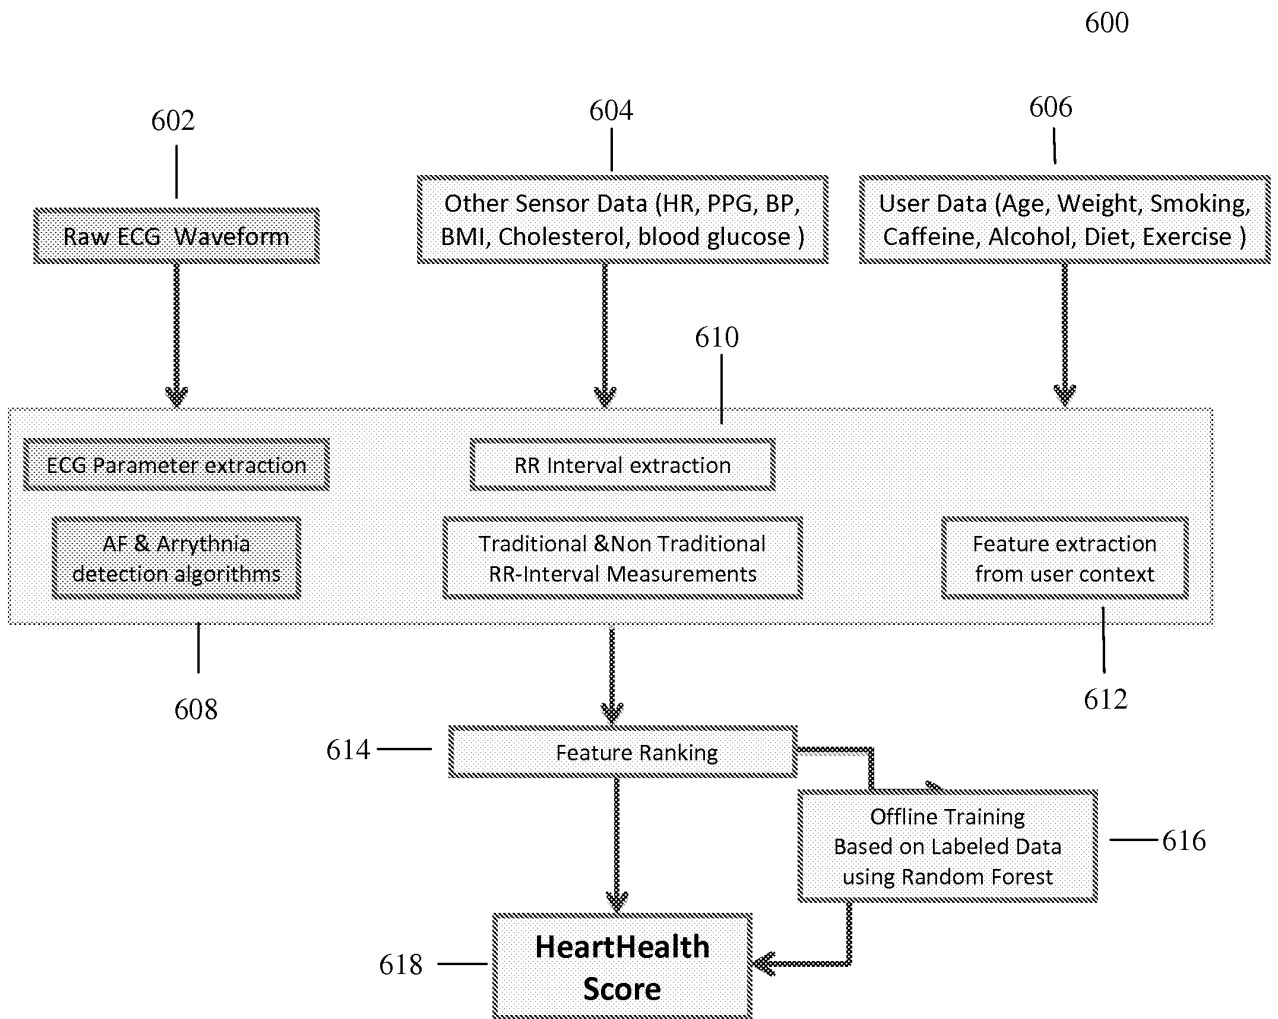 600
602
604
606
Raw ECG Waveform
Other Sensor Data (HR, PPG, BP,
BMI, Cholesterol, blood glucose )
User Data (Age, Weight, Smoking,
Caffeine, Alcohol, Diet, Exercise )
610
ECG Parameter extraction
RR Interval extraction
AF & Arrythnia
detection algorithms
Traditional &Non Traditional
RR-Interval Measurements
Feature extraction
from user context
608
612
614
Feature Ranking
Offline Training
Based on Labeled Data
using Random Forest
616
HeartHealth
Score
618